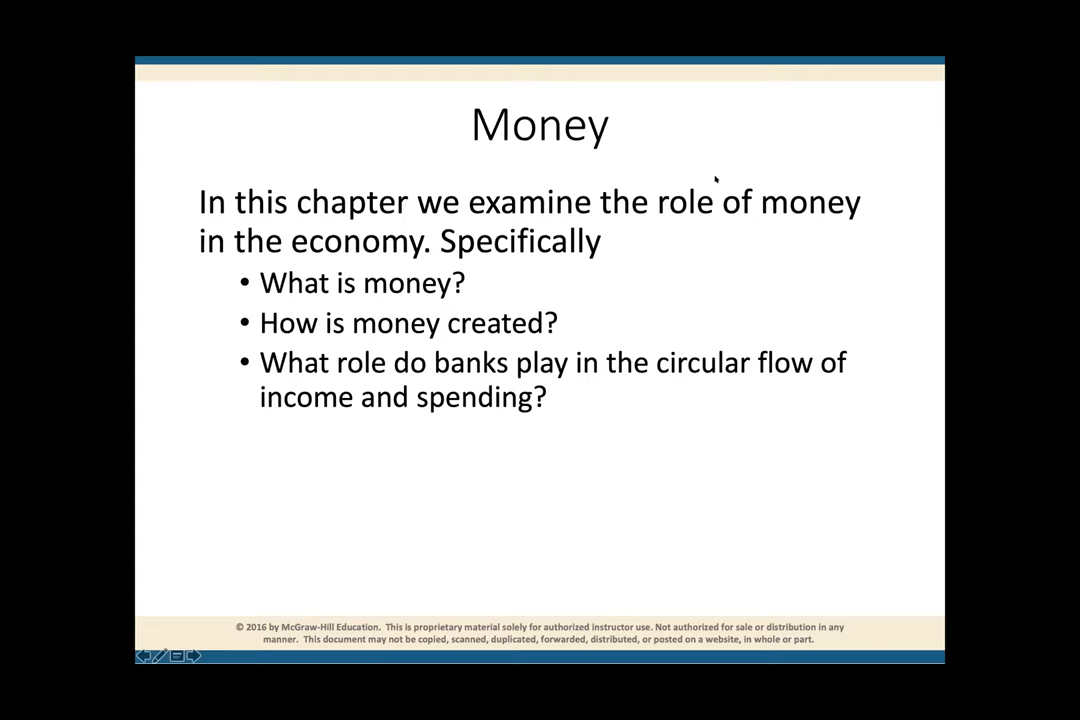 Money
In this chapter we examine the role of money
in the economy. Specifically
• What is money?
• How is money created?
• What role do banks play in the circular flow of
income and spending?
© 2016 by McGraw-Hill Education. This is proprietary material solely for authorized instructor use. Not authorized for sale or distribution in any
manner. This document may not be copied, scanned, duplicated, forwarded, distributed, or posted on a website, in whole or part.